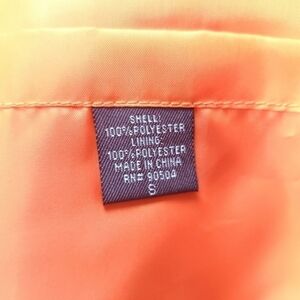 SHELL:
100%POLYESTER
LINING:
100%POLYESTER
MADE IN CHINA
RN# 90504
S